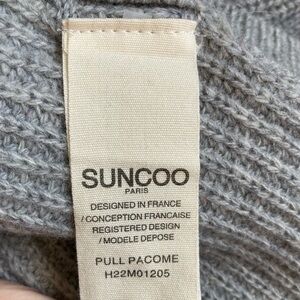 SUNCOO
PARIS
DESIGNED IN FRANCE
/ CONCEPTION FRANCAISE
REGISTERED DESIGN
/ MODELE DEPOSE
PULL PACOME
H22M01205